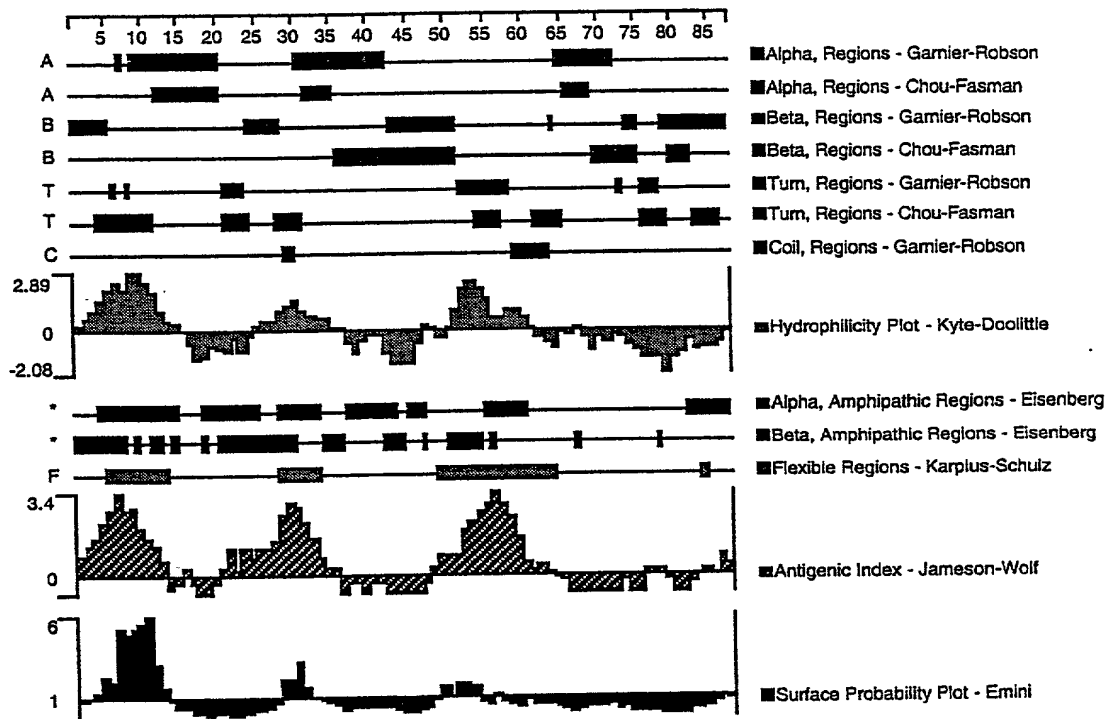 5 10 15 20 25 30 35 40 45 50 55 60 65 70 75 80 85
A Alpha, Regions - Garnier-Robson
A Alpha, Regions - Chou-Fasman
B Beta, Regions - Garnier-Robson
B Beta, Regions - Chou-Fasman
T Turn, Regions - Garnier-Robson
T Turn, Regions - Chou-Fasman
C Coil, Regions - Garnier-Robson
2.89
0 Hydrophilicity Plot - Kyte-Doolittle
-2.08
* Alpha, Amphipathic Regions - Eisenberg
* Beta, Amphipathic Regions - Eisenberg
F Flexible Regions - Karplus-Schulz
3.4
0 Antigenic Index - Jameson-Wolf
6
1 Surface Probability Plot - Emini